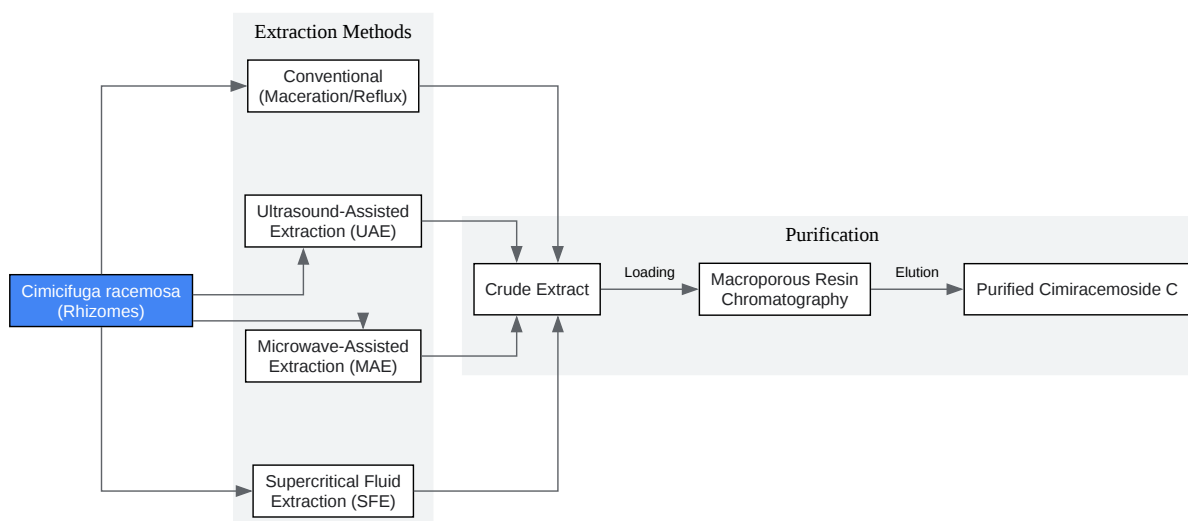 Extraction Methods
Conventional
(Maceration/Reflux)
Ultrasound-Assisted
Extraction (UAE)
Purification
Cimicifuga racemosa
(Rhizomes)
Crude Extract
Loading
Macroporous Resin
Chromatography
Elution
Purified Cimiracemoside C
Microwave-Assisted
Extraction (MAE)
Supercritical Fluid
Extraction (SFE)